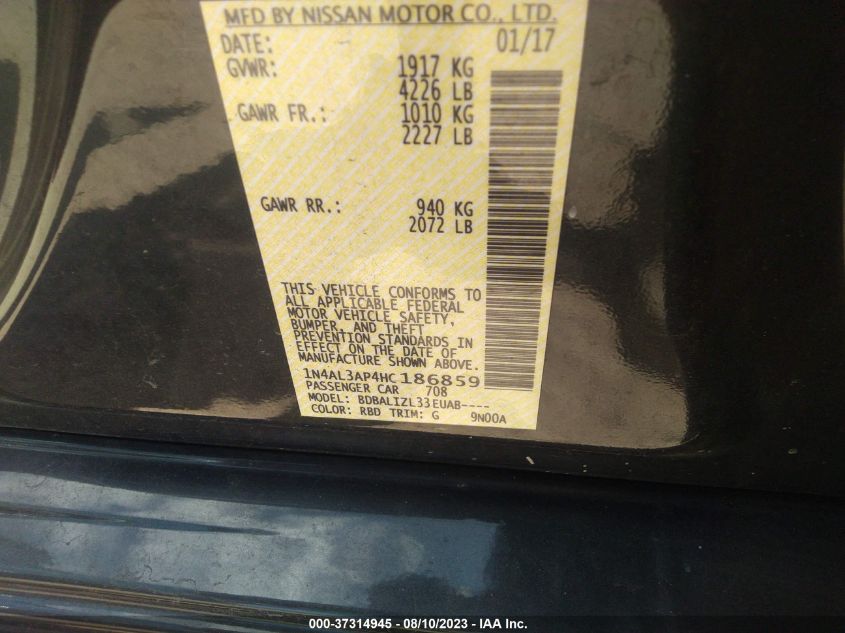 MFD BY NISSAN MOTOR CO., LTD.
DATE: 01/17
GVWR: 1917 KG
4226 LB
GAWR FR.: 1010 KG
2227 LB
GAWR RR.: 940 KG
2072 LB
THIS VEHICLE CONFORMS TO
ALL APPLICABLE FEDERAL
MOTOR VEHICLE SAFETY,
BUMPER, AND THEFT
PREVENTION STANDARDS IN
EFFECT ON THE DATE OF
MANUFACTURE SHOWN ABOVE.
1N4AL3AP4HC186859
PASSENGER CAR 708
MODEL: BDBALIZL33EUAB----
COLOR: RBD TRIM: G 9N00A
000-37314945 - 08/10/2023 - IAA Inc.